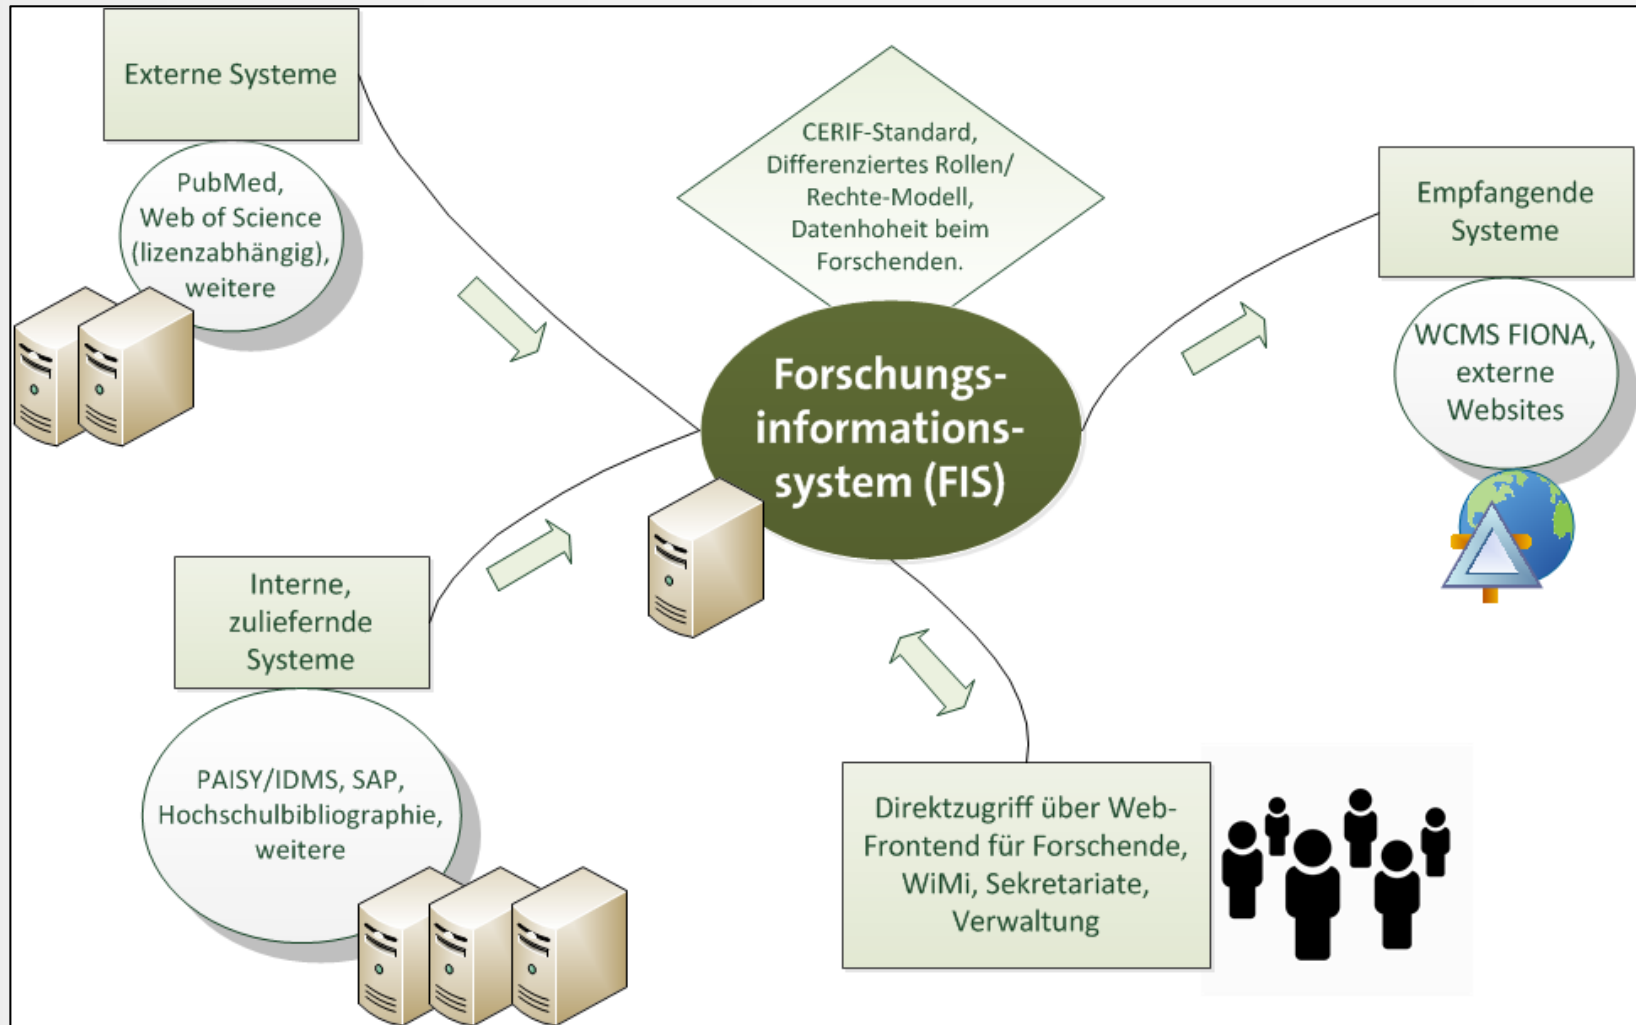 Externe Systeme
PubMed,
Web of Science
(lizenzabhängig),
weitere
CERIF-Standard,
Differenziertes Rollen/
Rechte-Modell,
Datenhoheit beim
Forschenden.
Empfangende
Systeme
WCMS FIONA,
externe
Websites
Forschungs-
informations-
system (FIS)
Interne,
zuliefernde
Systeme
PAISY/IDMS, SAP,
Hochschulbibliographie,
weitere
Direktzugriff über Web-
Frontend für Forschende,
WiMi, Sekretariate,
Verwaltung